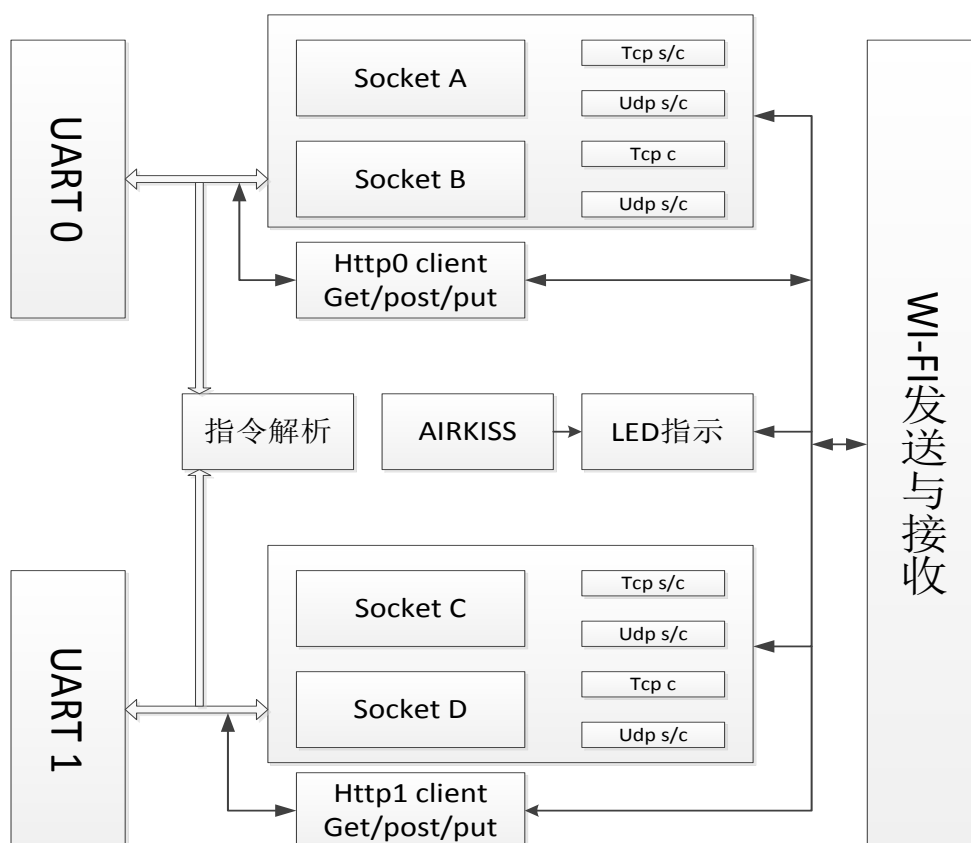 UART 0
Socket A
Tcp s/c
Udp s/c
Socket B
Tcp c
Udp s/c
Http0 client
Get/post/put
指令解析
AIRKISS
LED指示
WI-FI发送与接收
UART 1
Socket C
Tcp s/c
Udp s/c
Socket D
Tcp c
Udp s/c
Http1 client
Get/post/put